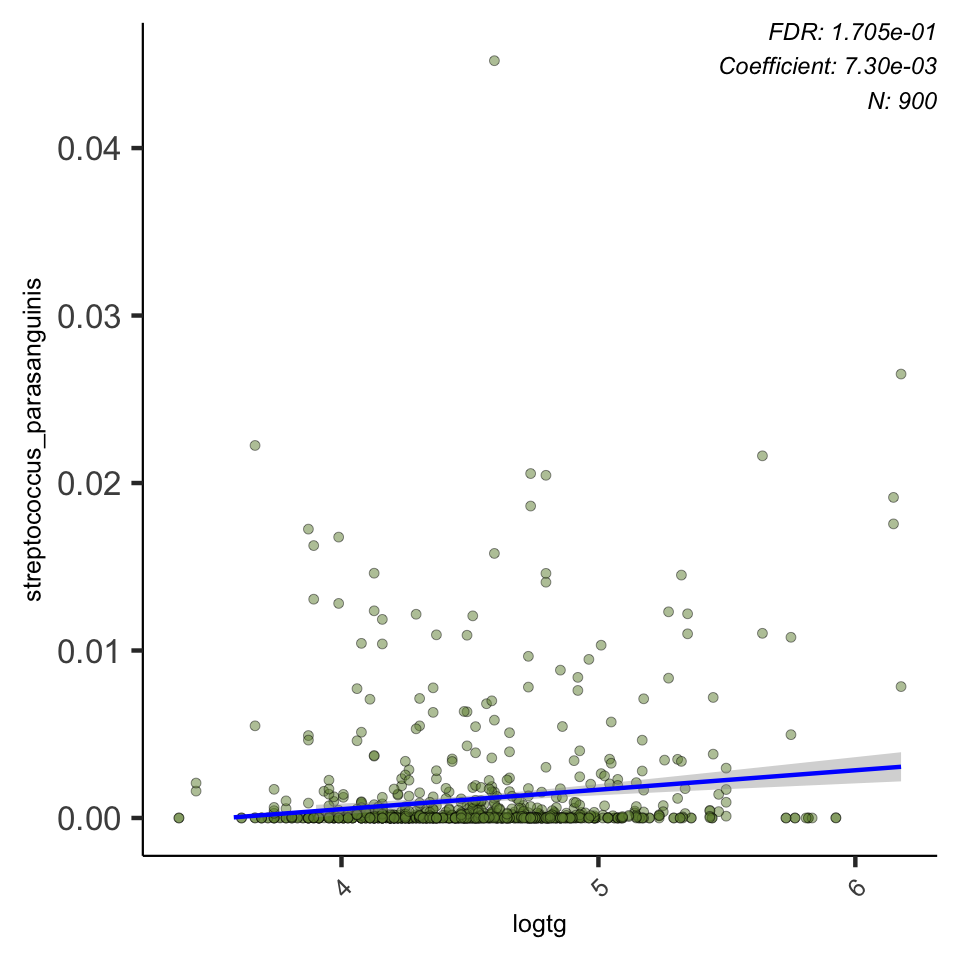 FDR: 1.705e-01
Coefficient: 7.30e-03
N: 900
0.04
0.03
0.02
0.01
0.00
streptococcus_parasanguinis
4
5
6
logtg